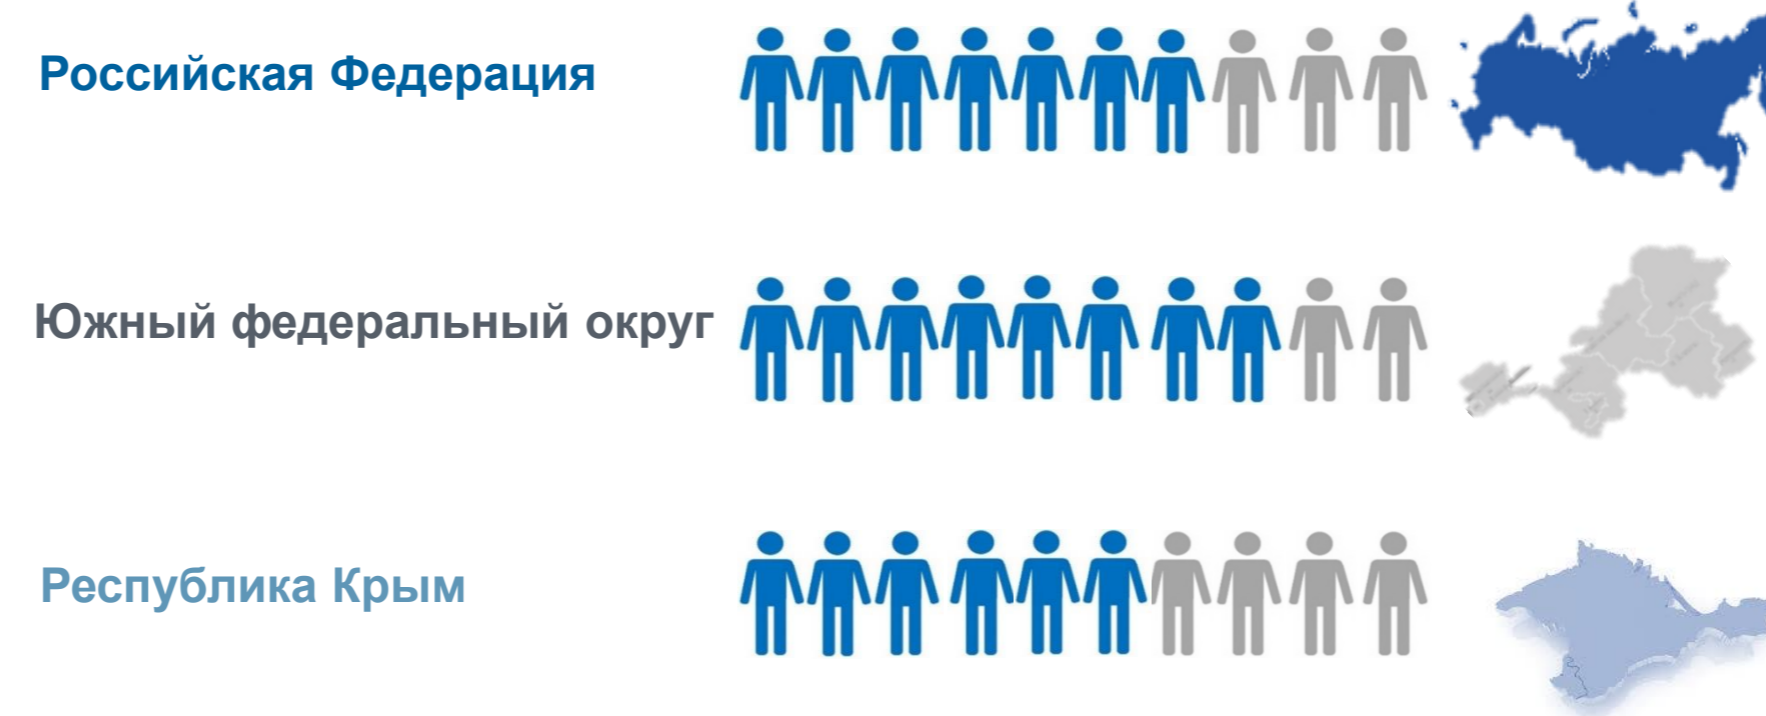 Российская Федерация
Южный федеральный округ
Республика Крым